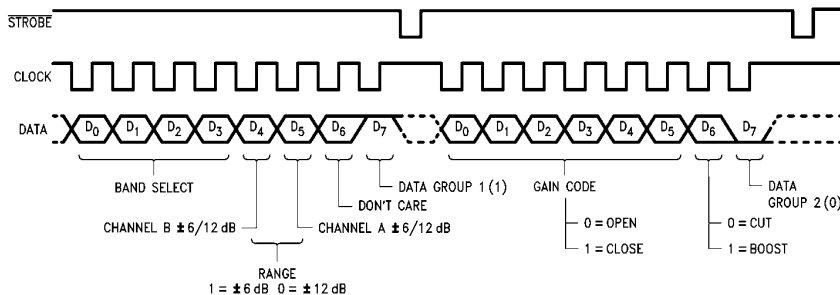 STROBE
CLOCK
DATA
D0 D1 D2 D3 D4 D5 D6 D7 D0 D1 D2 D3 D4 D5 D6 D7
BAND SELECT
DATA GROUP 1 (1)
DON'T CARE
CHANNEL B ±6/12 dB
CHANNEL A ±6/12 dB
RANGE
1 = ±6 dB 0 = ±12 dB
GAIN CODE
0 = OPEN
1 = CLOSE
0 = CUT
1 = BOOST
DATA
GROUP 2 (0)